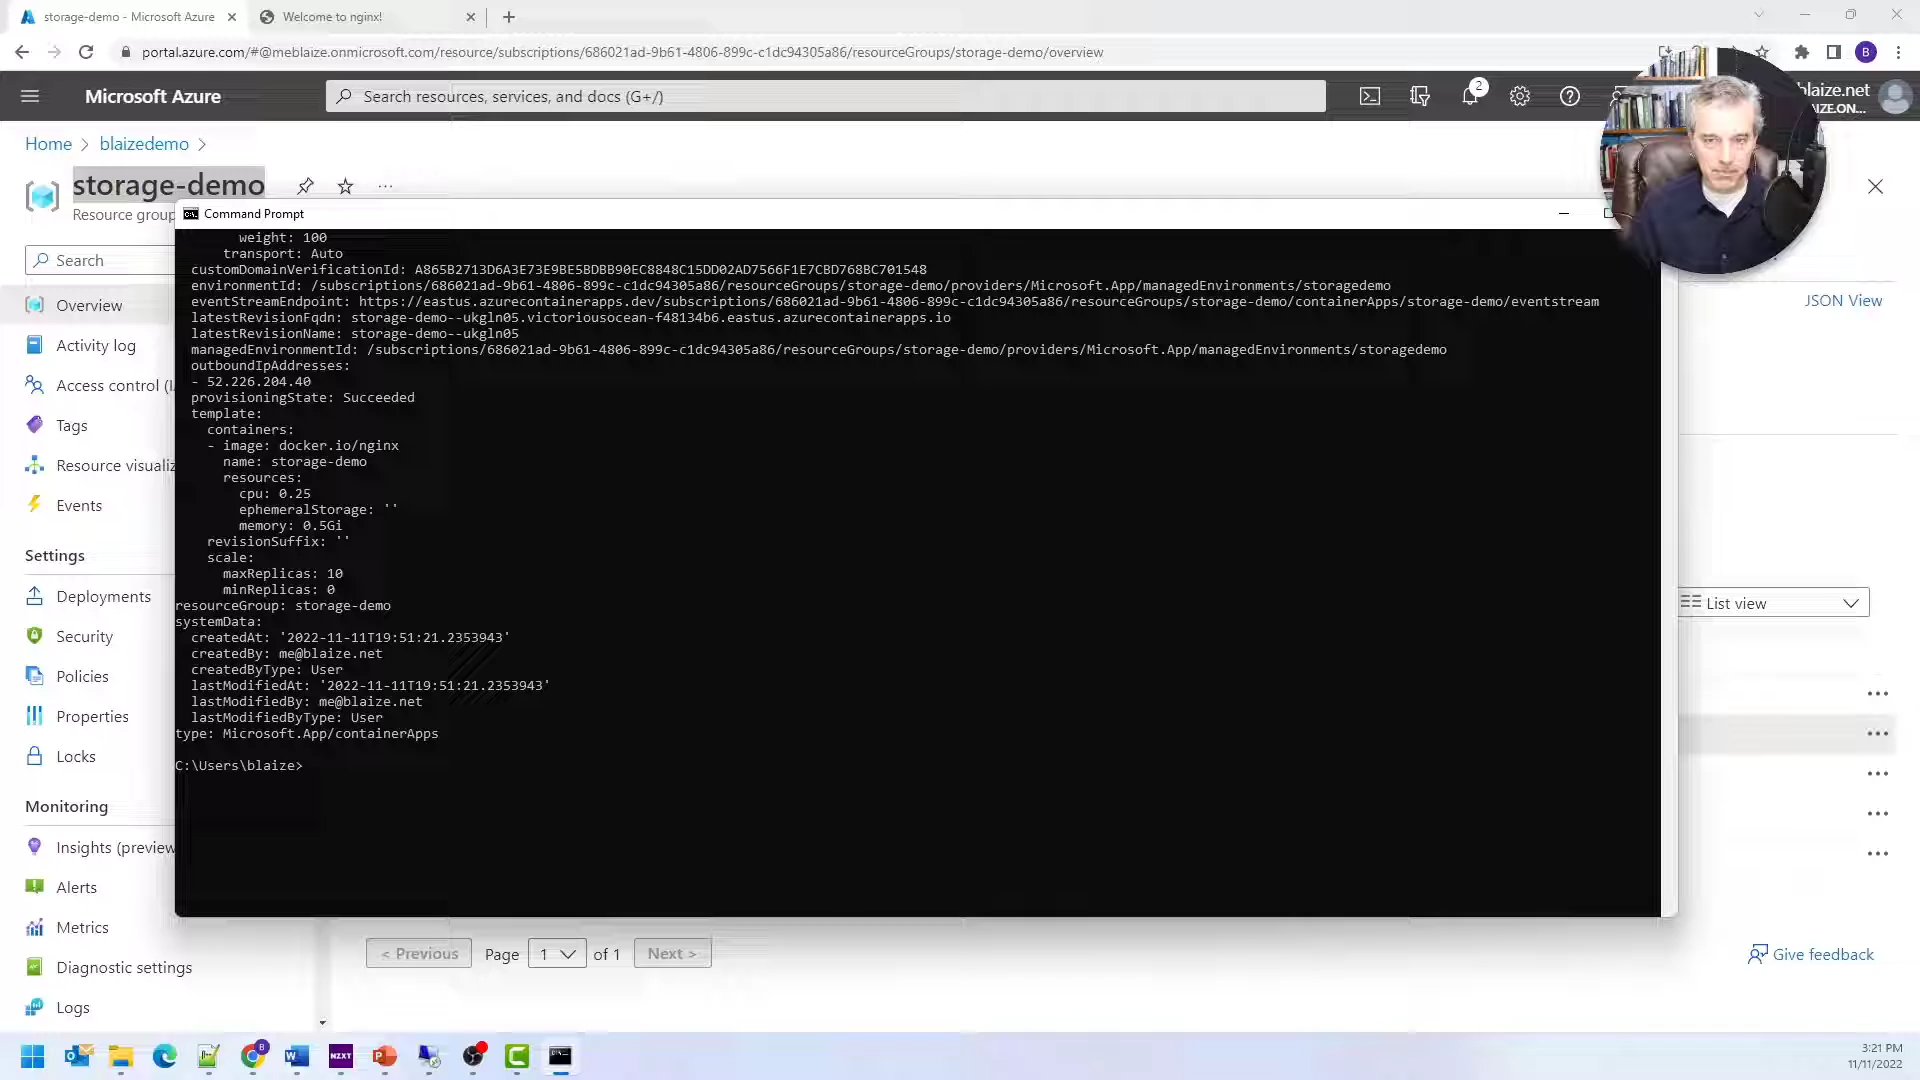 storage-demo - Microsoft Azure
Welcome to nginx!
portal.azure.com/#@meblaize.onmicrosoft.com/resource/subscriptions/686021ad-9b61-4806-899c-c1dc94305a86/resourceGroups/storage-demo/overview
B
Microsoft Azure
Search resources, services, and docs (G+/)
2
blaize.net
Home
blaizedemo
storage-demo
Resource group
Command Prompt
Search
Overview
Activity log
Access control (I
Tags
Resource visualiz
Events
Settings
Deployments
Security
Policies
Properties
Locks
Monitoring
Insights (preview
Alerts
Metrics
Diagnostic settings
Logs
weight: 100
transport: Auto
customDomainVerificationId: A865B2713D6A3E73E9BE5BDBB90EC8848C15DD02AD7566F1E7CBD768BC701548
environmentId: /subscriptions/686021ad-9b61-4806-899c-c1dc94305a86/resourceGroups/storage-demo/providers/Microsoft.App/managedEnvironments/storagedemo
eventStreamEndpoint: https://eastus.azurecontainerapps.dev/subscriptions/686021ad-9b61-4806-899c-c1dc94305a86/resourceGroups/storage-demo/containerApps/storage-demo/eventstream
latestRevisionFqdn: storage-demo--ukgln05.victoriousocean-f48134b6.eastus.azurecontainerapps.io
latestRevisionName: storage-demo--ukgln05
managedEnvironmentId: /subscriptions/686021ad-9b61-4806-899c-c1dc94305a86/resourceGroups/storage-demo/providers/Microsoft.App/managedEnvironments/storagedemo
outboundIpAddresses:
- 52.226.204.40
provisioningState: Succeeded
template:
containers:
- image: docker.io/nginx
name: storage-demo
resources:
cpu: 0.25
ephemeralStorage: ''
memory: 0.5Gi
revisionSuffix: ''
scale:
maxReplicas: 10
minReplicas: 0
resourceGroup: storage-demo
systemData:
createdAt: '2022-11-11T19:51:21.2353943'
createdBy: me@blaize.net
createdByType: User
lastModifiedAt: '2022-11-11T19:51:21.2353943'
lastModifiedBy: me@blaize.net
lastModifiedByType: User
type: Microsoft.App/containerApps
C:\Users\blaize>
JSON View
List view
< Previous
Page 1 of 1
Next >
Give feedback
NZXT
3:21 PM
11/11/2022